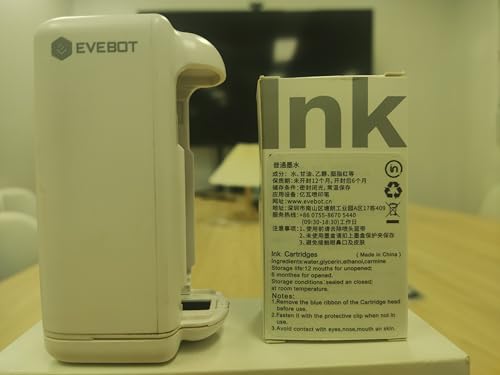 EVEBOT
Ink
普通墨水
成分: 水、甘油、乙醇、胭脂红等
保质期: 未开封12个月,开封后6个月
储存条件: 密封闭光,常温保存
应用设备: 亿瓦喷印笔
网址: www.evebot.cn
地址: 深圳市南山区塘朗工业园A区17栋409
服务热线: +86 0755-8670 5440
(09:30-18:30)工作日
注意事项: 1、使用前请去除喷头蓝带
2、未使用墨盒请扣上墨盒保护夹保存
3、避免接触眼鼻口及皮肤
in
Ink Cartridges
( Made in China )
Ingredients:water,glycerin,ethanol,carmine
Storage life:12 mouths for unopened;
6 monthes for opened.
Storage conditions:sealed an closed;
at room temperature.
Notes:
1.Remove the blue ribbon of the Cartridge head
before use.
2.Fasten it with the protective clip when not to
in use.
3.Avoid contact with eyes,nose,mouth an skin.